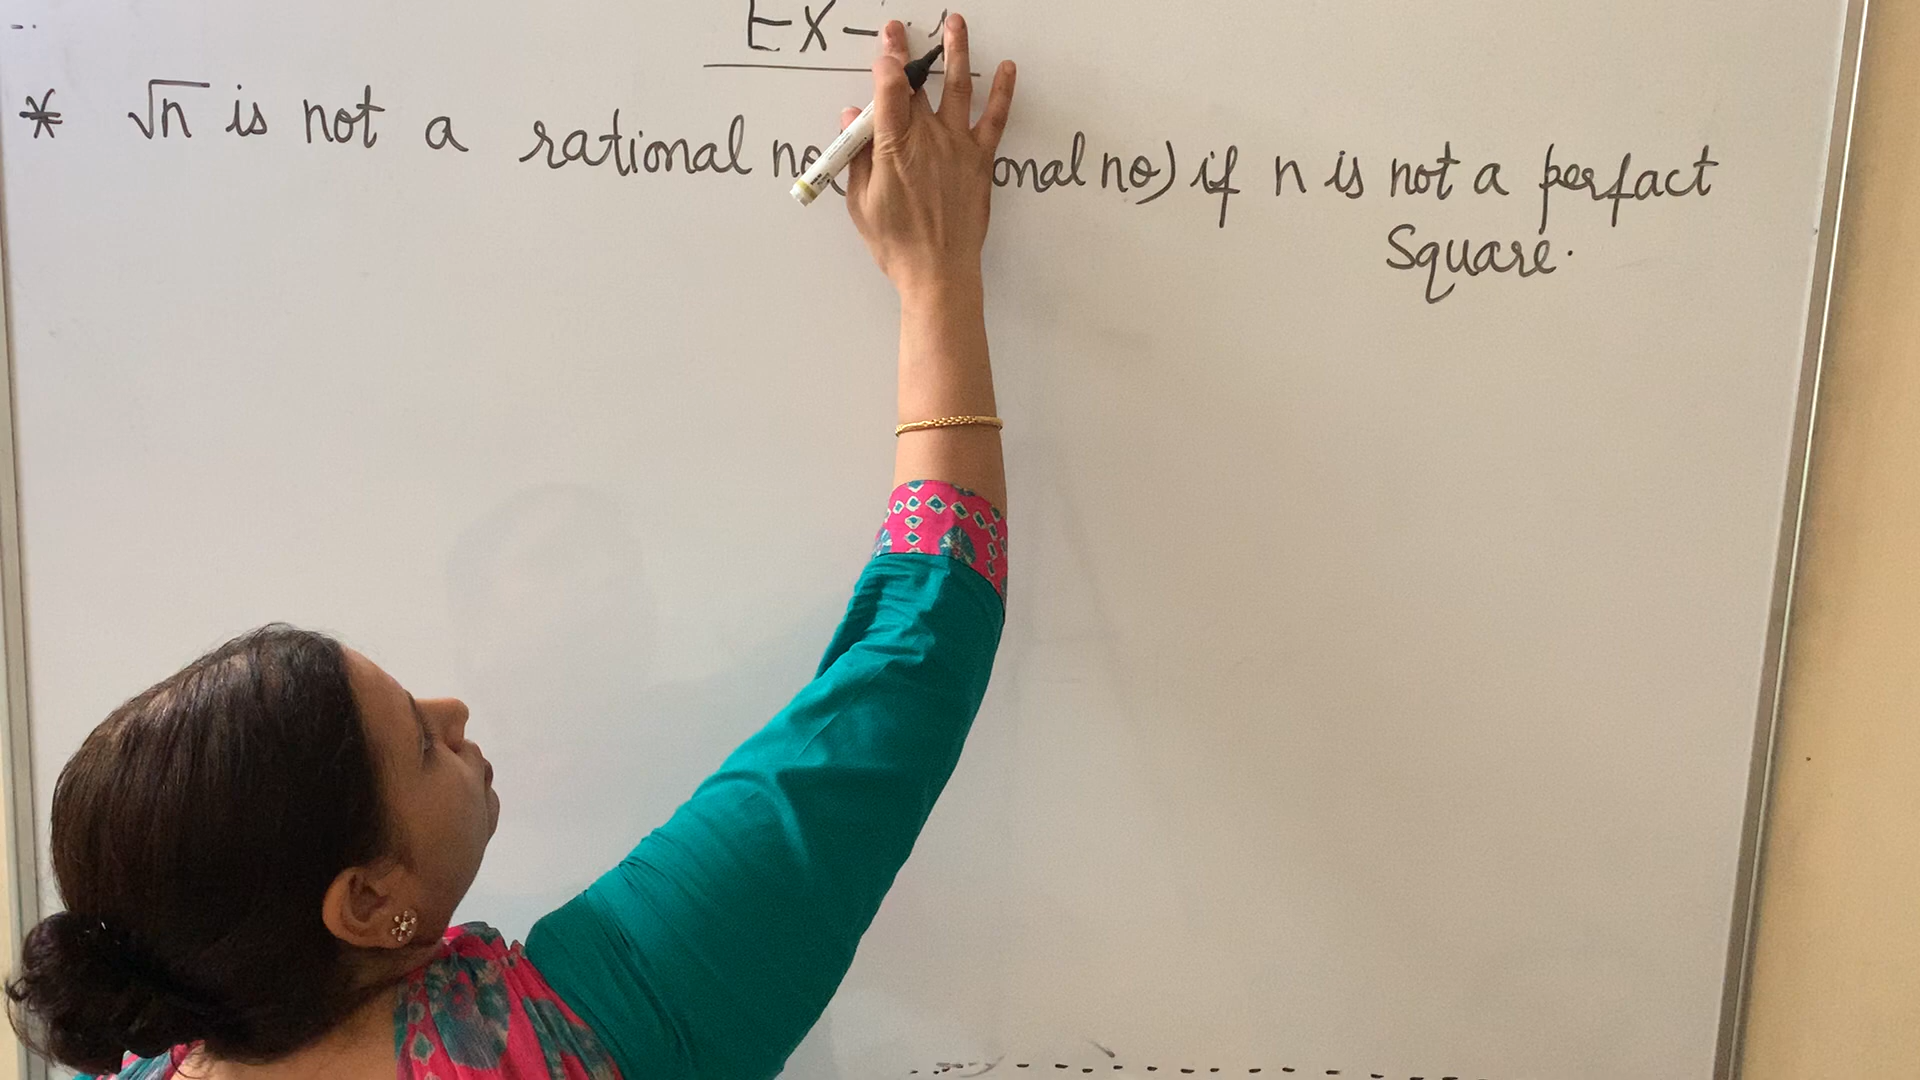 EX-
* √n is not a rational no( onal no) if n is not a perfact
Square.